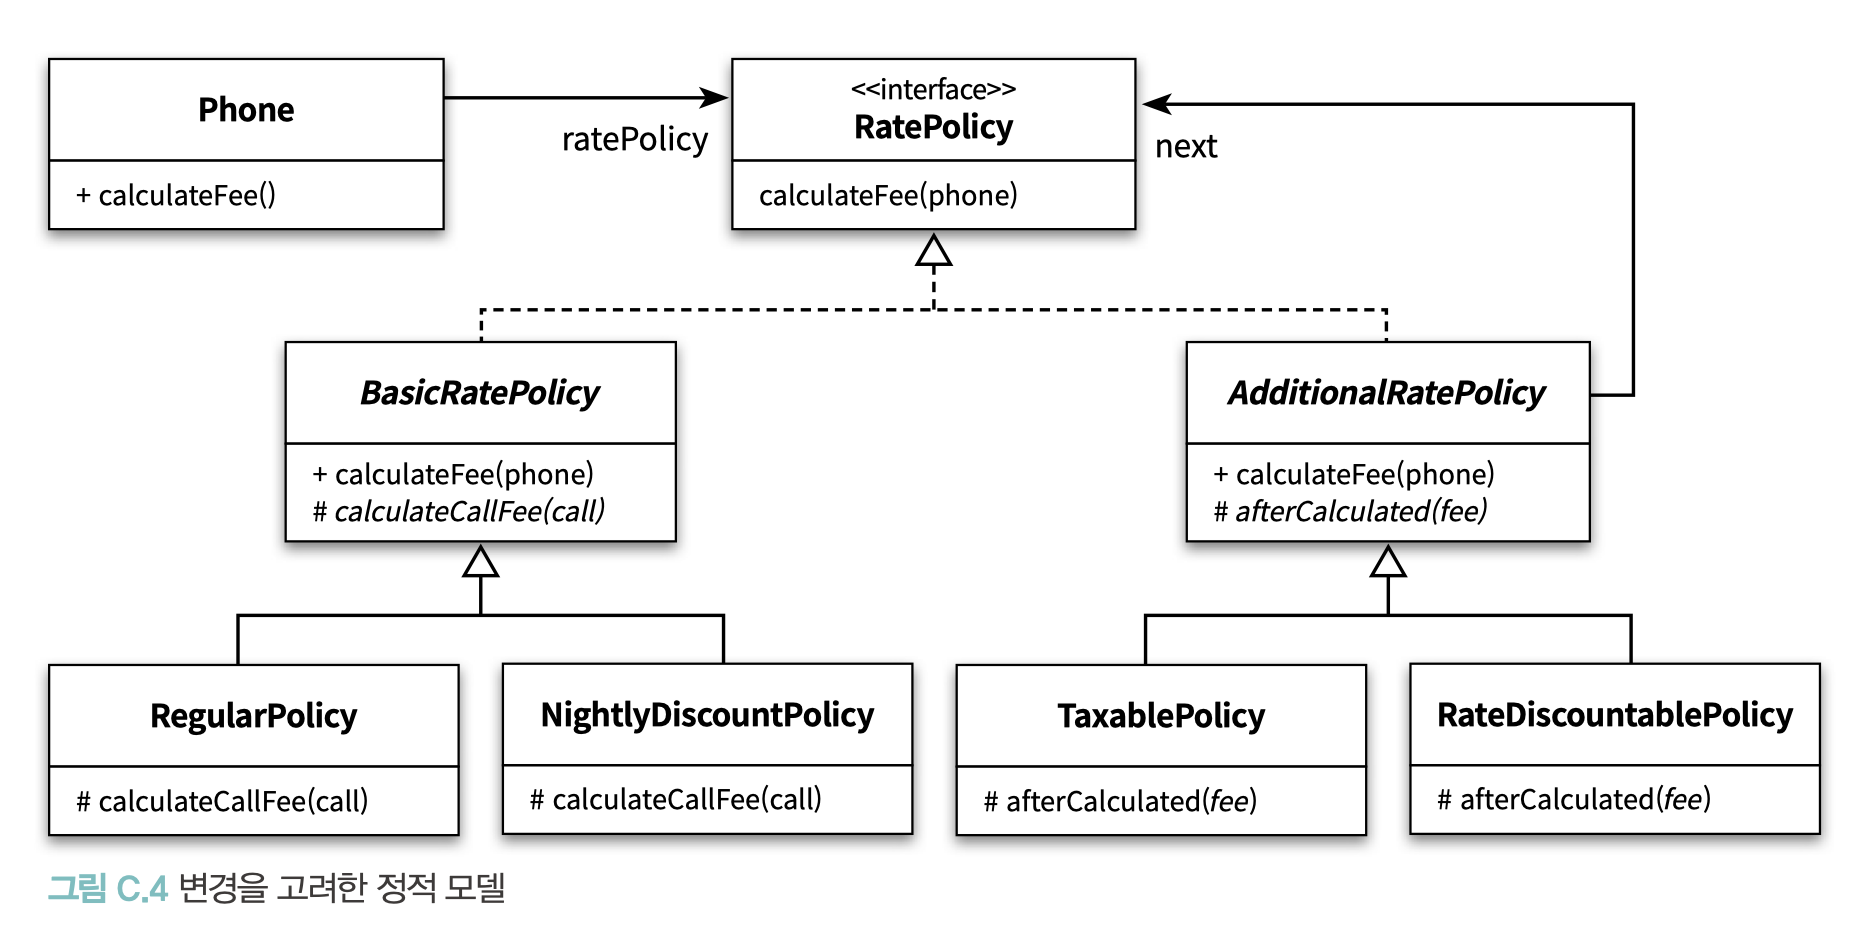 Phone
+ calculateFee()
ratePolicy
<<interface>>
RatePolicy
calculateFee(phone)
next
BasicRatePolicy
+ calculateFee(phone)
# calculateCallFee(call)
AdditionalRatePolicy
+ calculateFee(phone)
# afterCalculated(fee)
RegularPolicy
# calculateCallFee(call)
NightlyDiscountPolicy
# calculateCallFee(call)
TaxablePolicy
# afterCalculated(fee)
RateDiscountablePolicy
# afterCalculated(fee)
그림 C.4 변경을 고려한 정적 모델